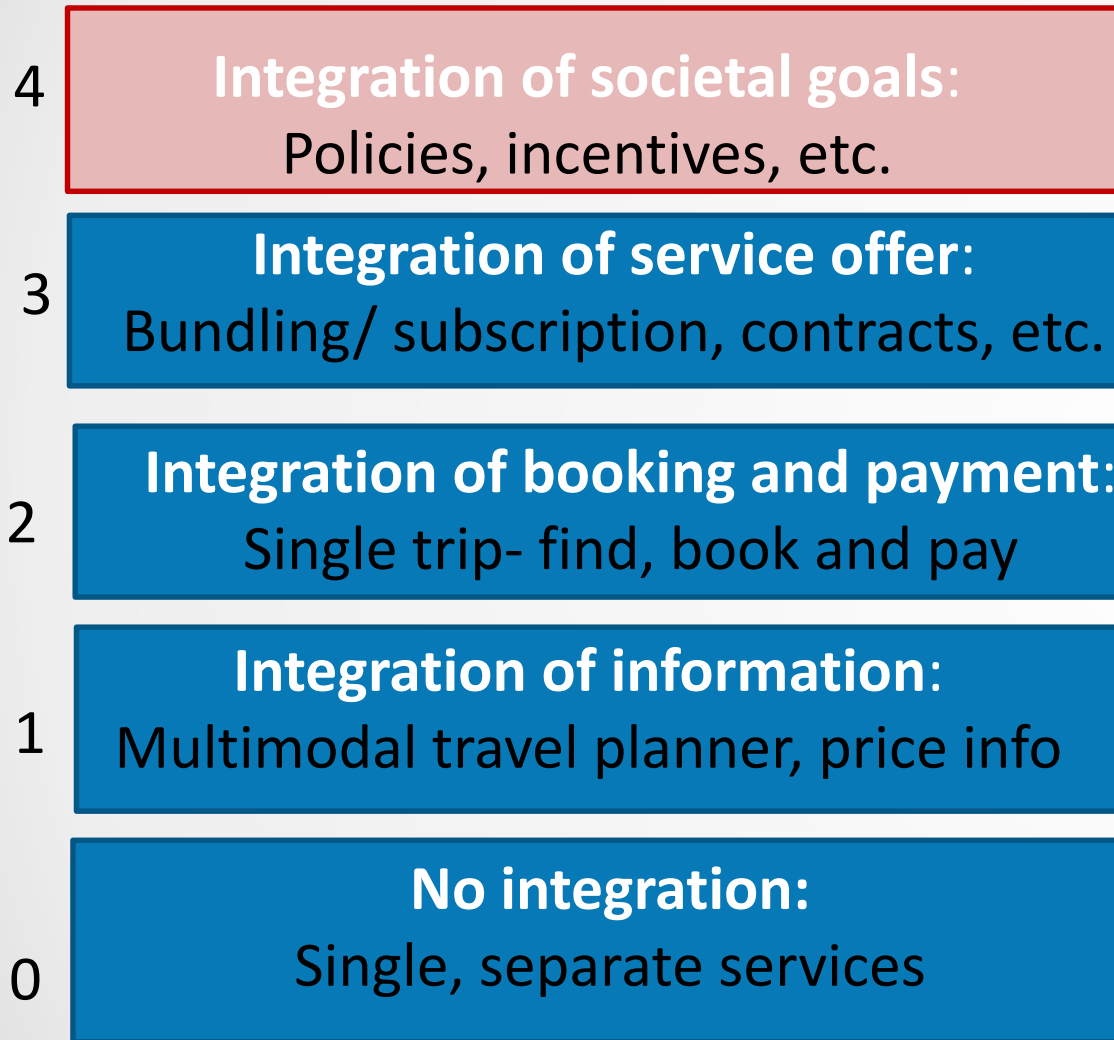 4
Integration of societal goals:
Policies, incentives, etc.
3
Integration of service offer:
Bundling/ subscription, contracts, etc.
2
Integration of booking and payment:
Single trip- find, book and pay
1
Integration of information:
Multimodal travel planner, price info
0
No integration:
Single, separate services